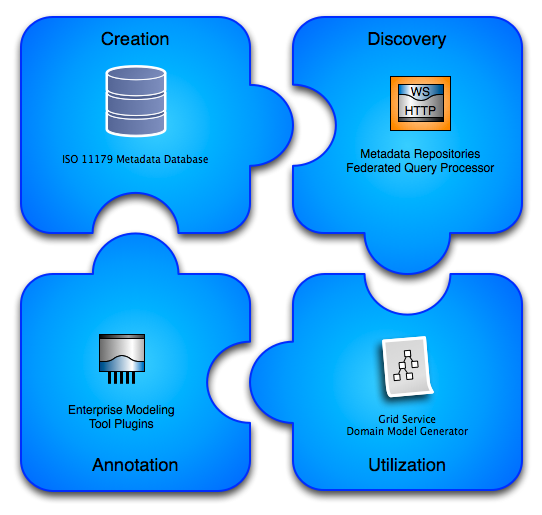 Creation
ISO 11179 Metadata Database
Discovery
WS
HTTP
Metadata Repositories
Federated Query Processor
Enterprise Modeling
Tool Plugins
Annotation
Grid Service
Domain Model Generator
Utilization